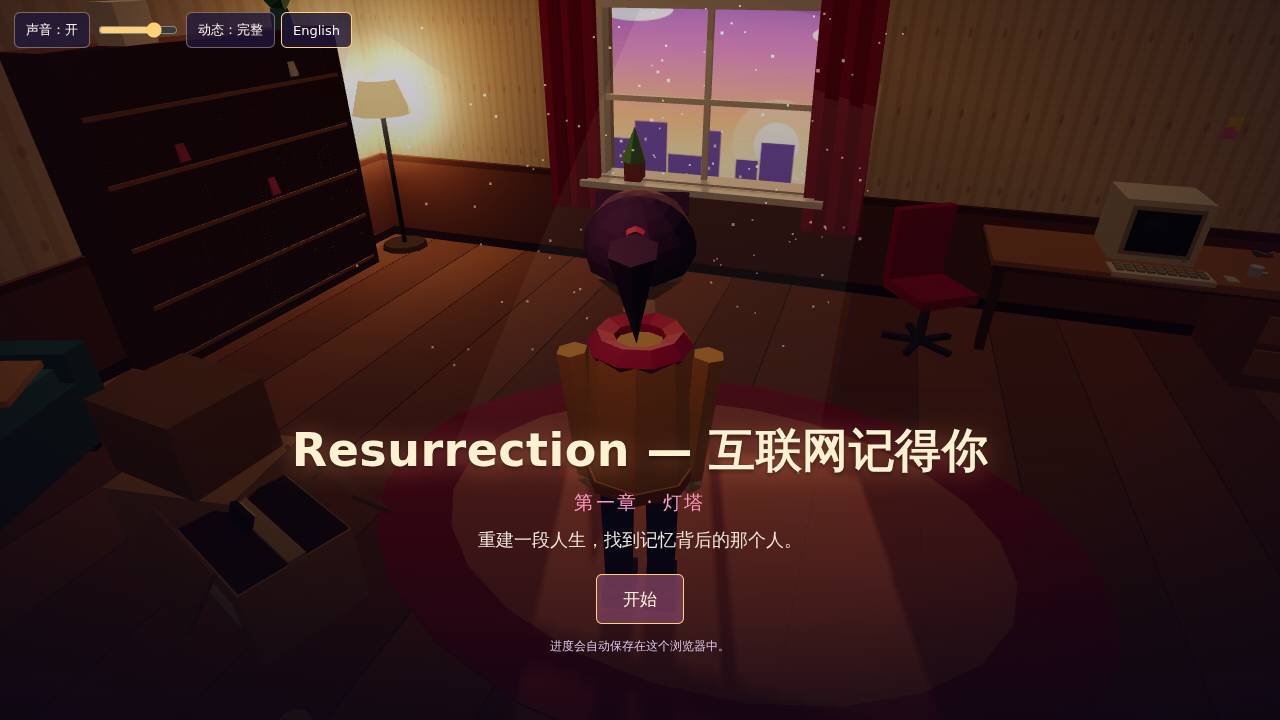 声音：开
动态：完整
English
Resurrection — 互联网记得你
第一章 · 灯塔
重建一段人生，找到记忆背后的那个人。
开始
进度会自动保存在这个浏览器中。